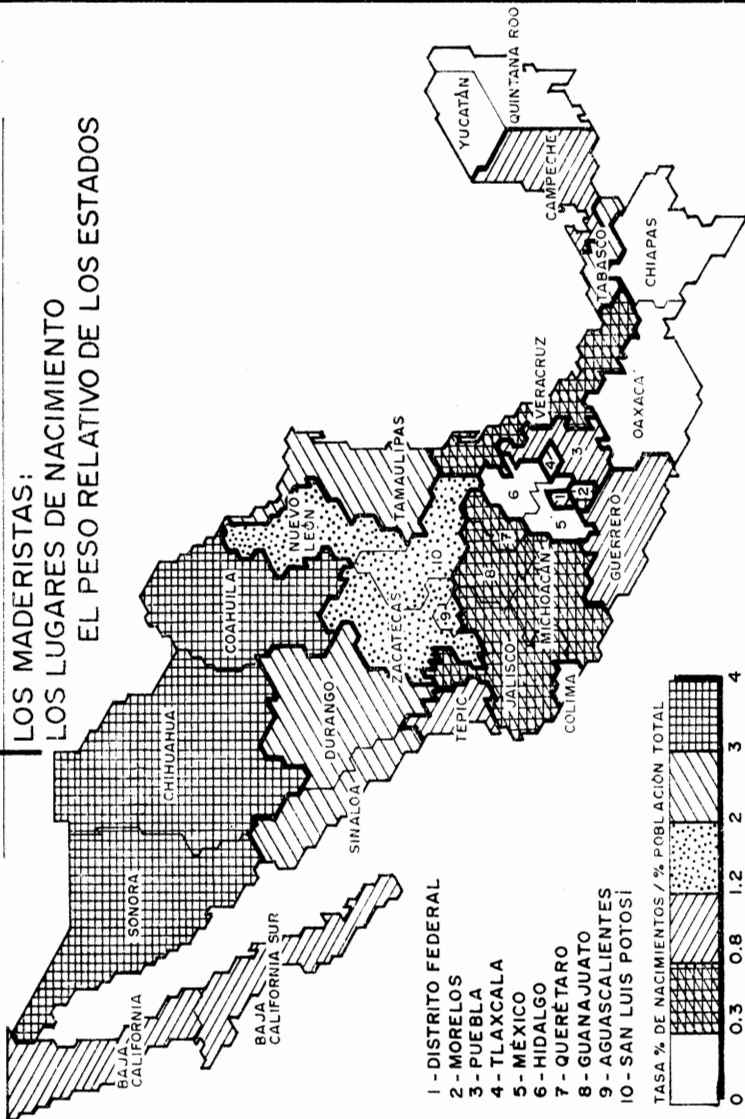 LOS MADERISTAS:
LOS LUGARES DE NACIMIENTO
EL PESO RELATIVO DE LOS ESTADOS
BAJA
CALIFORNIA
BAJA
CALIFORNIA SUR
SONORA
CHIHUAHUA
COAHUILA
NUEVO
LEÓN
TAMAULIPAS
SINALOA
DURANGO
ZACATECAS
TEPIC
JALISCO
COLIMA
MICHOACÁN
GUERRERO
VERACRUZ
OAXACA
TABASCO
CHIAPAS
CAMPECHE
YUCATÁN
QUINTANA ROO
10
9
8
7
6
5
4
3
1
2
1 - DISTRITO FEDERAL
2 - MORELOS
3 - PUEBLA
4 - TLAXCALA
5 - MÉXICO
6 - HIDALGO
7 - QUERÉTARO
8 - GUANAJUATO
9 - AGUASCALIENTES
10 - SAN LUIS POTOSÍ
TASA % DE NACIMIENTOS / % POBLACIÓN TOTAL
0 0.3 0.8 1.2 2 3 4